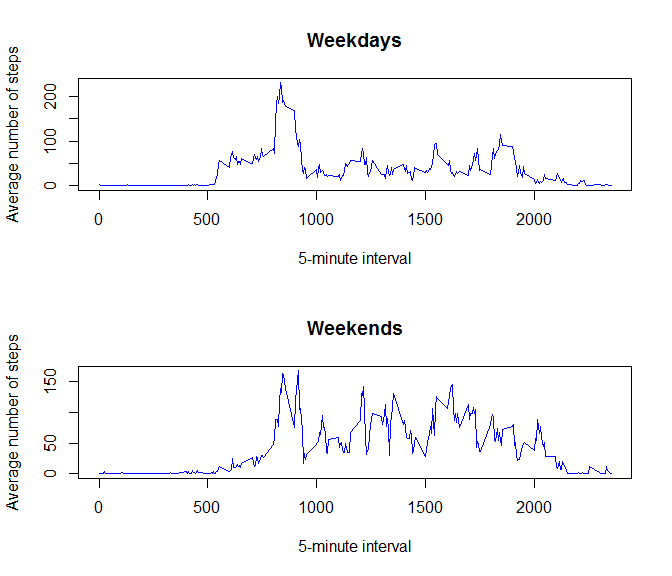 Weekdays
Average number of steps
200
100
0
0 500 1000 1500 2000
5-minute interval
Weekends
Average number of steps
150
50
0
0 500 1000 1500 2000
5-minute interval